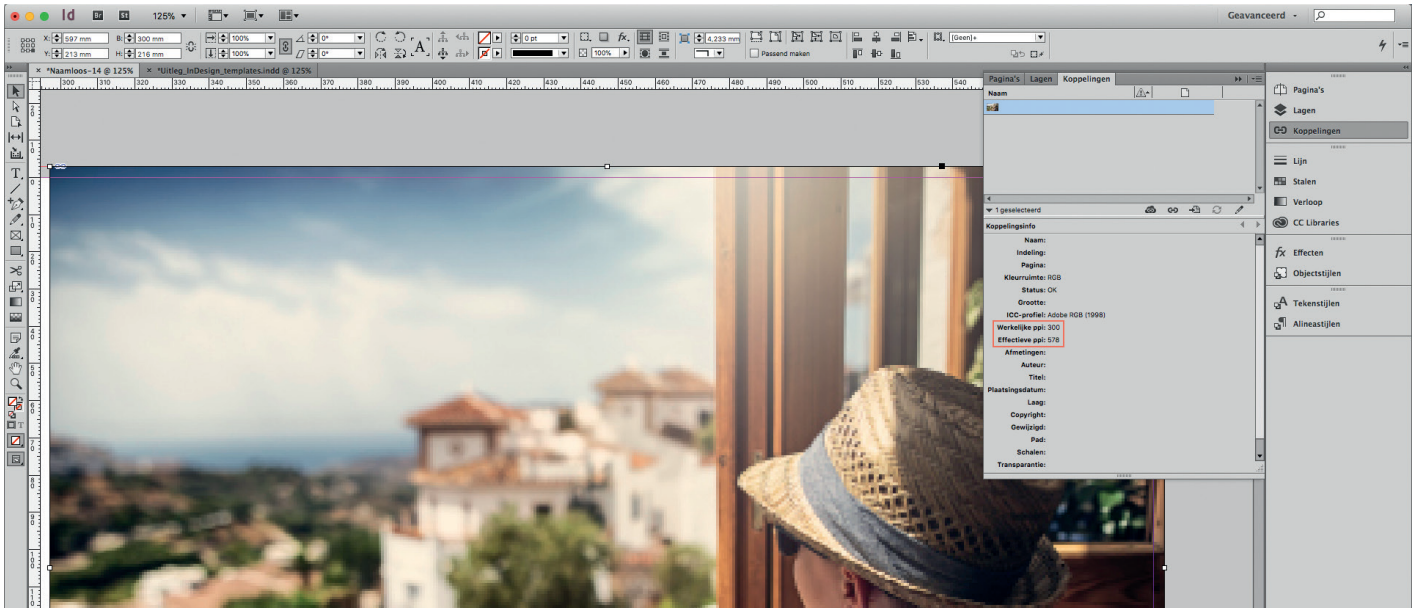 Id Br St 125% Geavanceerd
X: 597 mm B: 300 mm 100% 0° 0 pt fx. 4,233 mm [Geen]+
Y: 213 mm H: 216 mm 100% 0° A 100% Passend maken
× *Naamloos-14 @ 125% × *Uitleg_InDesign_templates.indd @ 125%
300 310 320 330 340 350 360 370 380 390 400 410 420 430 440 450 460 470 480 490 500 510 520 530 540
Pagina's Lagen Koppelingen
Naam
1 geselecteerd
Koppelingsinfo
Naam:
Indeling:
Pagina:
Kleurruimte: RGB
Status: OK
Grootte:
ICC-profiel: Adobe RGB (1998)
Werkelijke ppi: 300
Effectieve ppi: 578
Afmetingen:
Auteur:
Titel:
Plaatsingsdatum:
Laag:
Copyright:
Gewijzigd:
Pad:
Schalen:
Transparantie:
Pagina's
Lagen
Koppelingen
Lijn
Stalen
Verloop
CC Libraries
fx Effecten
Objectstijlen
Tekenstijlen
Alineastijlen